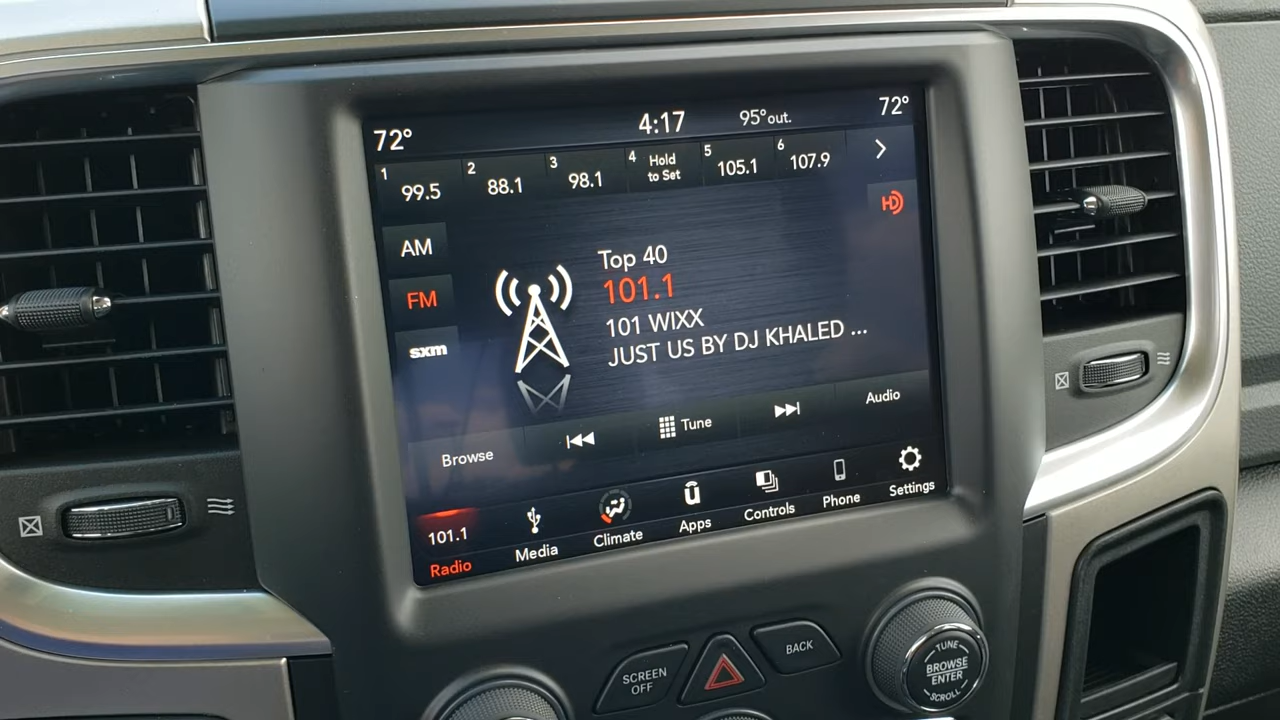 72°
4:17
95°out.
72°
1 99.5
2 88.1
3 98.1
4 Hold
to Set
5 105.1
6 107.9
HD
AM
FM
sxm
Top 40
101.1
101 WIXX
JUST US BY DJ KHALED ...
Browse
Tune
Audio
101.1
Radio
Media
Climate
Apps
Controls
Phone
Settings
SCREEN
OFF
BACK
TUNE
BROWSE
ENTER
SCROLL